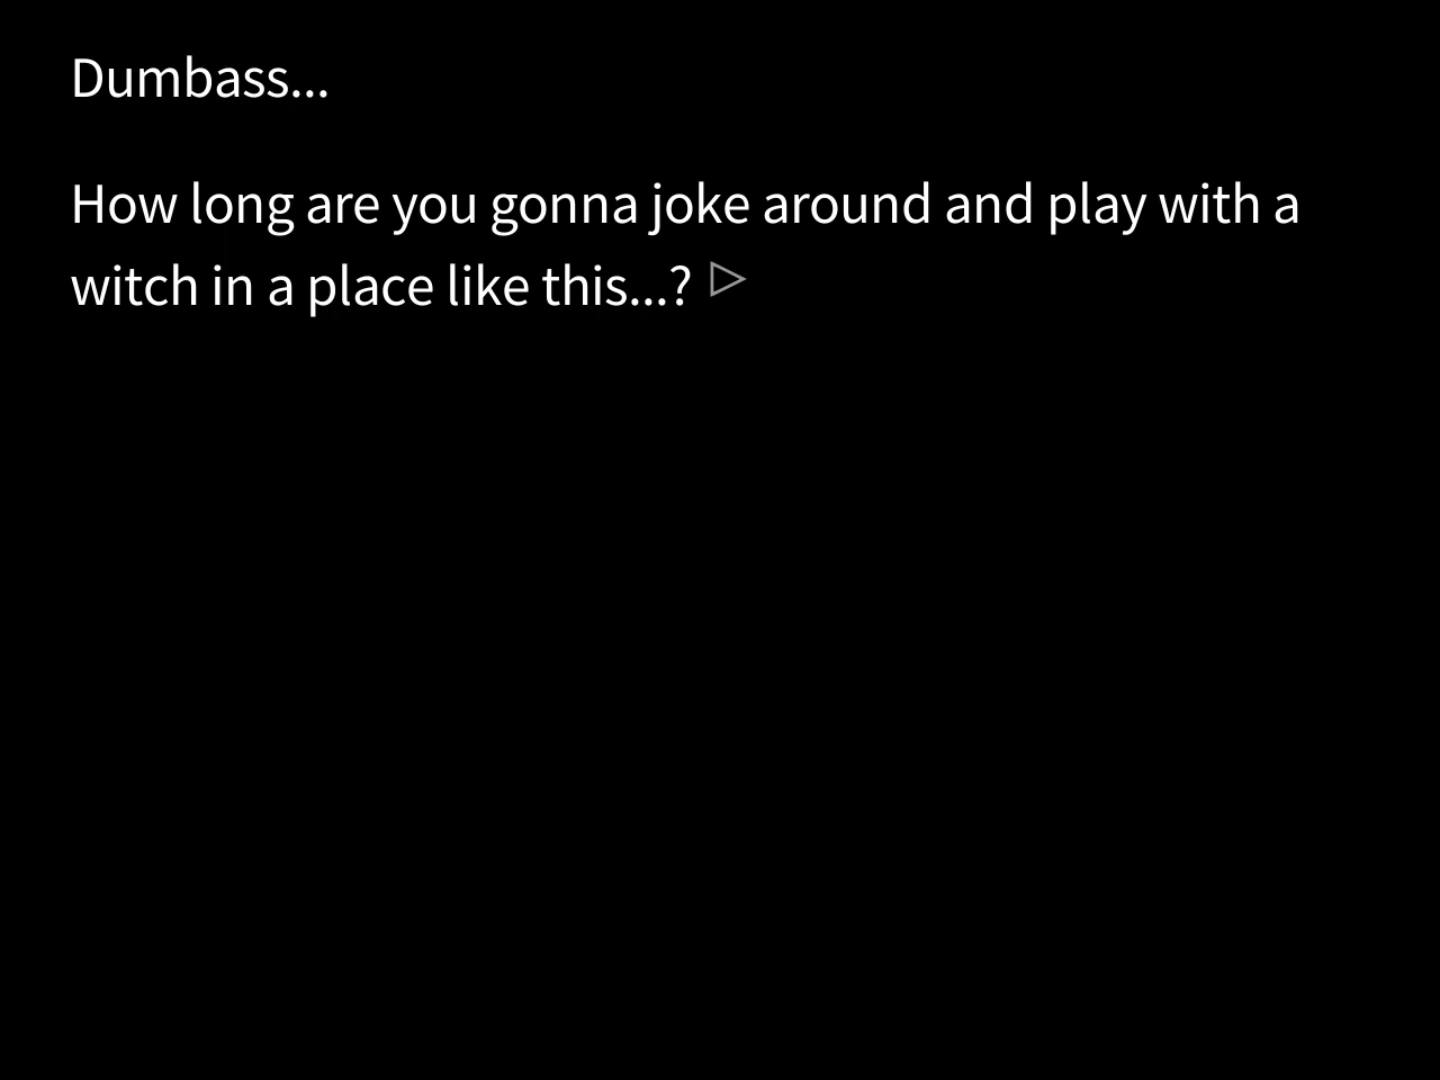 Dumbass...
How long are you gonna joke around and play with a
witch in a place like this...?